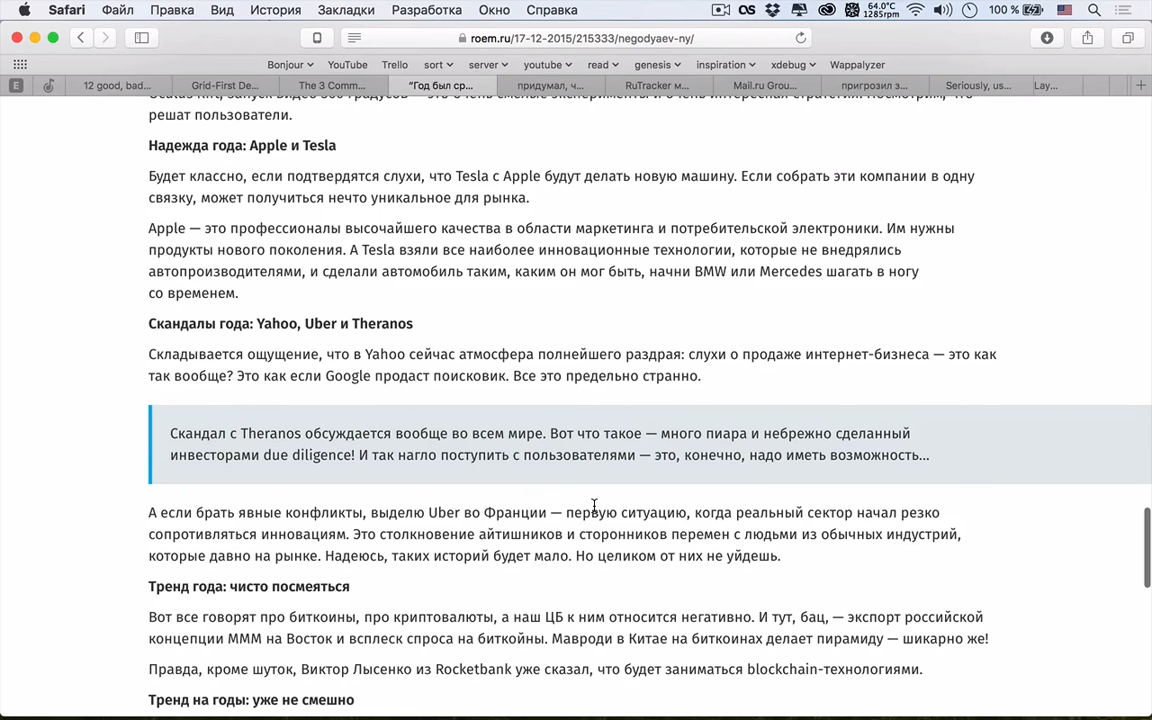 Safari Файл Правка Вид История Закладки Разработка Окно Справка 64.0°C 1285rpm 100 %
roem.ru/17-12-2015/215333/negodyaev-ny/
Bonjour YouTube Trello sort server youtube read genesis inspiration xdebug Wappalyzer
12 good, bad... Grid-First De... The 3 Comm... “Год был ср... придумал, ч... RuTracker м... Mail.ru Grou... пригрозил з... Seriously, us... Lay...
решат пользователи.
Надежда года: Apple и Tesla
Будет классно, если подтвердятся слухи, что Tesla с Apple будут делать новую машину. Если собрать эти компании в одну
связку, может получиться нечто уникальное для рынка.
Apple — это профессионалы высочайшего качества в области маркетинга и потребительской электроники. Им нужны
продукты нового поколения. А Tesla взяли все наиболее инновационные технологии, которые не внедрялись
автопроизводителями, и сделали автомобиль таким, каким он мог быть, начни BMW или Mercedes шагать в ногу
со временем.
Скандалы года: Yahoo, Uber и Theranos
Складывается ощущение, что в Yahoo сейчас атмосфера полнейшего раздрая: слухи о продаже интернет-бизнеса — это как
так вообще? Это как если Google продаст поисковик. Все это предельно странно.
Скандал с Theranos обсуждается вообще во всем мире. Вот что такое — много пиара и небрежно сделанный
инвесторами due diligence! И так нагло поступить с пользователями — это, конечно, надо иметь возможность...
А если брать явные конфликты, выделю Uber во Франции — первую ситуацию, когда реальный сектор начал резко
сопротивляться инновациям. Это столкновение айтишников и сторонников перемен с людьми из обычных индустрий,
которые давно на рынке. Надеюсь, таких историй будет мало. Но целиком от них не уйдешь.
Тренд года: чисто посмеяться
Вот все говорят про биткоины, про криптовалюты, а наш ЦБ к ним относится негативно. И тут, бац, — экспорт российской
концепции МММ на Восток и всплеск спроса на биткойны. Мавроди в Китае на биткоинах делает пирамиду — шикарно же!
Правда, кроме шуток, Виктор Лысенко из Rocketbank уже сказал, что будет заниматься blockchain-технологиями.
Тренд на годы: уже не смешно